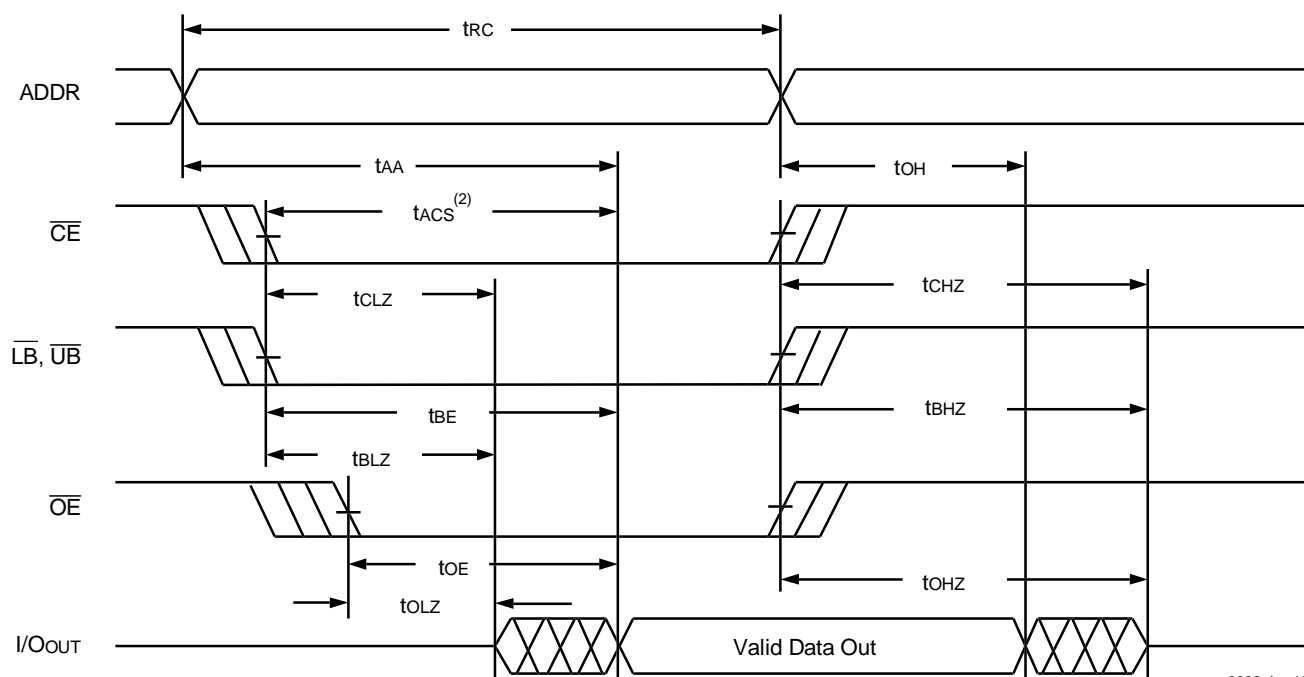 tRC
ADDR
tAA
tOH
tACS(2)
CE
tCLZ
tCHZ
LB, UB
tBE
tBHZ
tBLZ
OE
tOE
tOHZ
tOLZ
I/OOUT
Valid Data Out